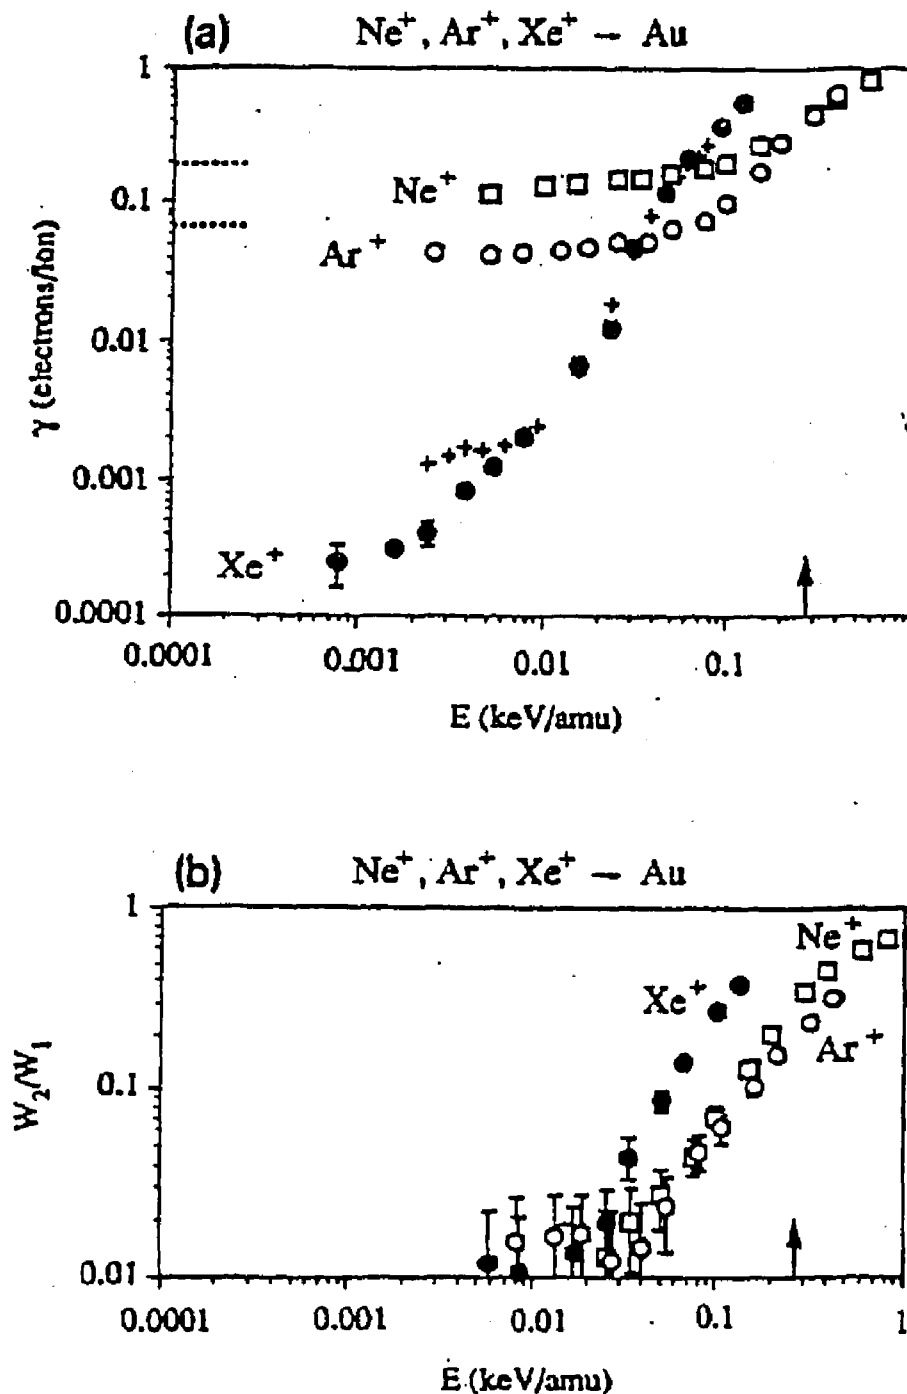 (a) Ne⁺, Ar⁺, Xe⁺ → Au
1
0.1
0.01
0.001
0.0001
γ (electrons/ion)
Ne⁺
Ar⁺
Xe⁺
0.0001 0.001 0.01 0.1
E (keV/amu)
(b) Ne⁺, Ar⁺, Xe⁺ → Au
1
0.1
0.01
W₂/W₁
Ne⁺
Xe⁺
Ar⁺
0.0001 0.001 0.01 0.1 1
E (keV/amu)